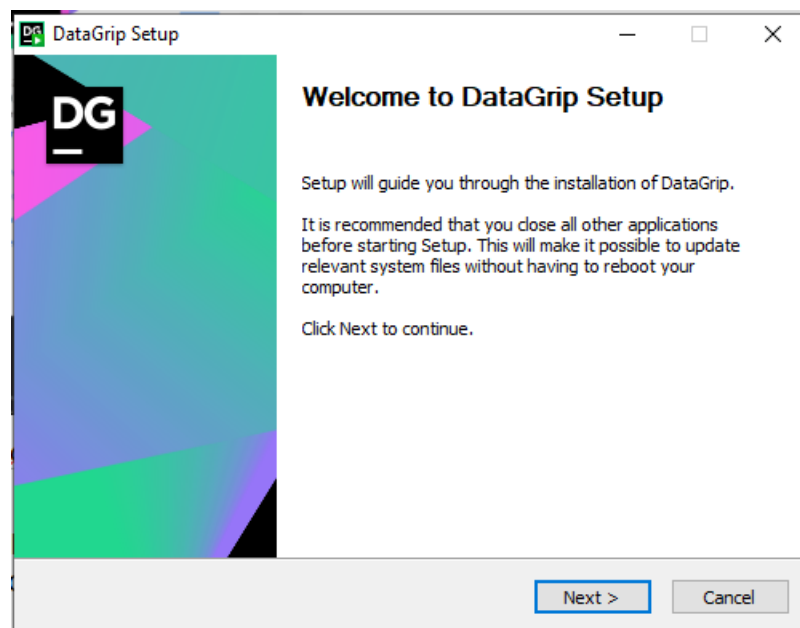 DG DataGrip Setup
DG
Welcome to DataGrip Setup
Setup will guide you through the installation of DataGrip.
It is recommended that you close all other applications
before starting Setup. This will make it possible to update
relevant system files without having to reboot your
computer.
Click Next to continue.
Next >
Cancel